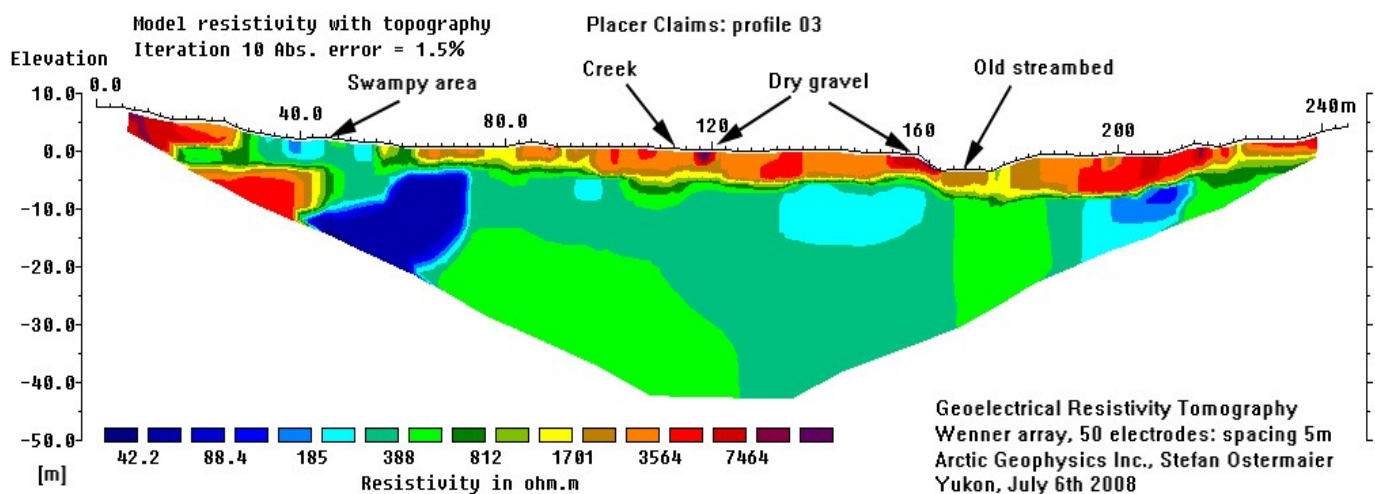 Model resistivity with topography
Iteration 10 Abs. error = 1.5%
Placer Claims: profile 03
Elevation
Swampy area
Creek
Dry gravel
Old streambed
0.0
40.0
80.0
120
160
200
240m
10.0
0.0
-10.0
-20.0
-30.0
-40.0
-50.0
[m]
42.2 88.4 185 388 812 1701 3564 7464
Resistivity in ohm.m
Geoelectrical Resistivity Tomography
Wenner array, 50 electrodes: spacing 5m
Arctic Geophysics Inc., Stefan Ostermaier
Yukon, July 6th 2008